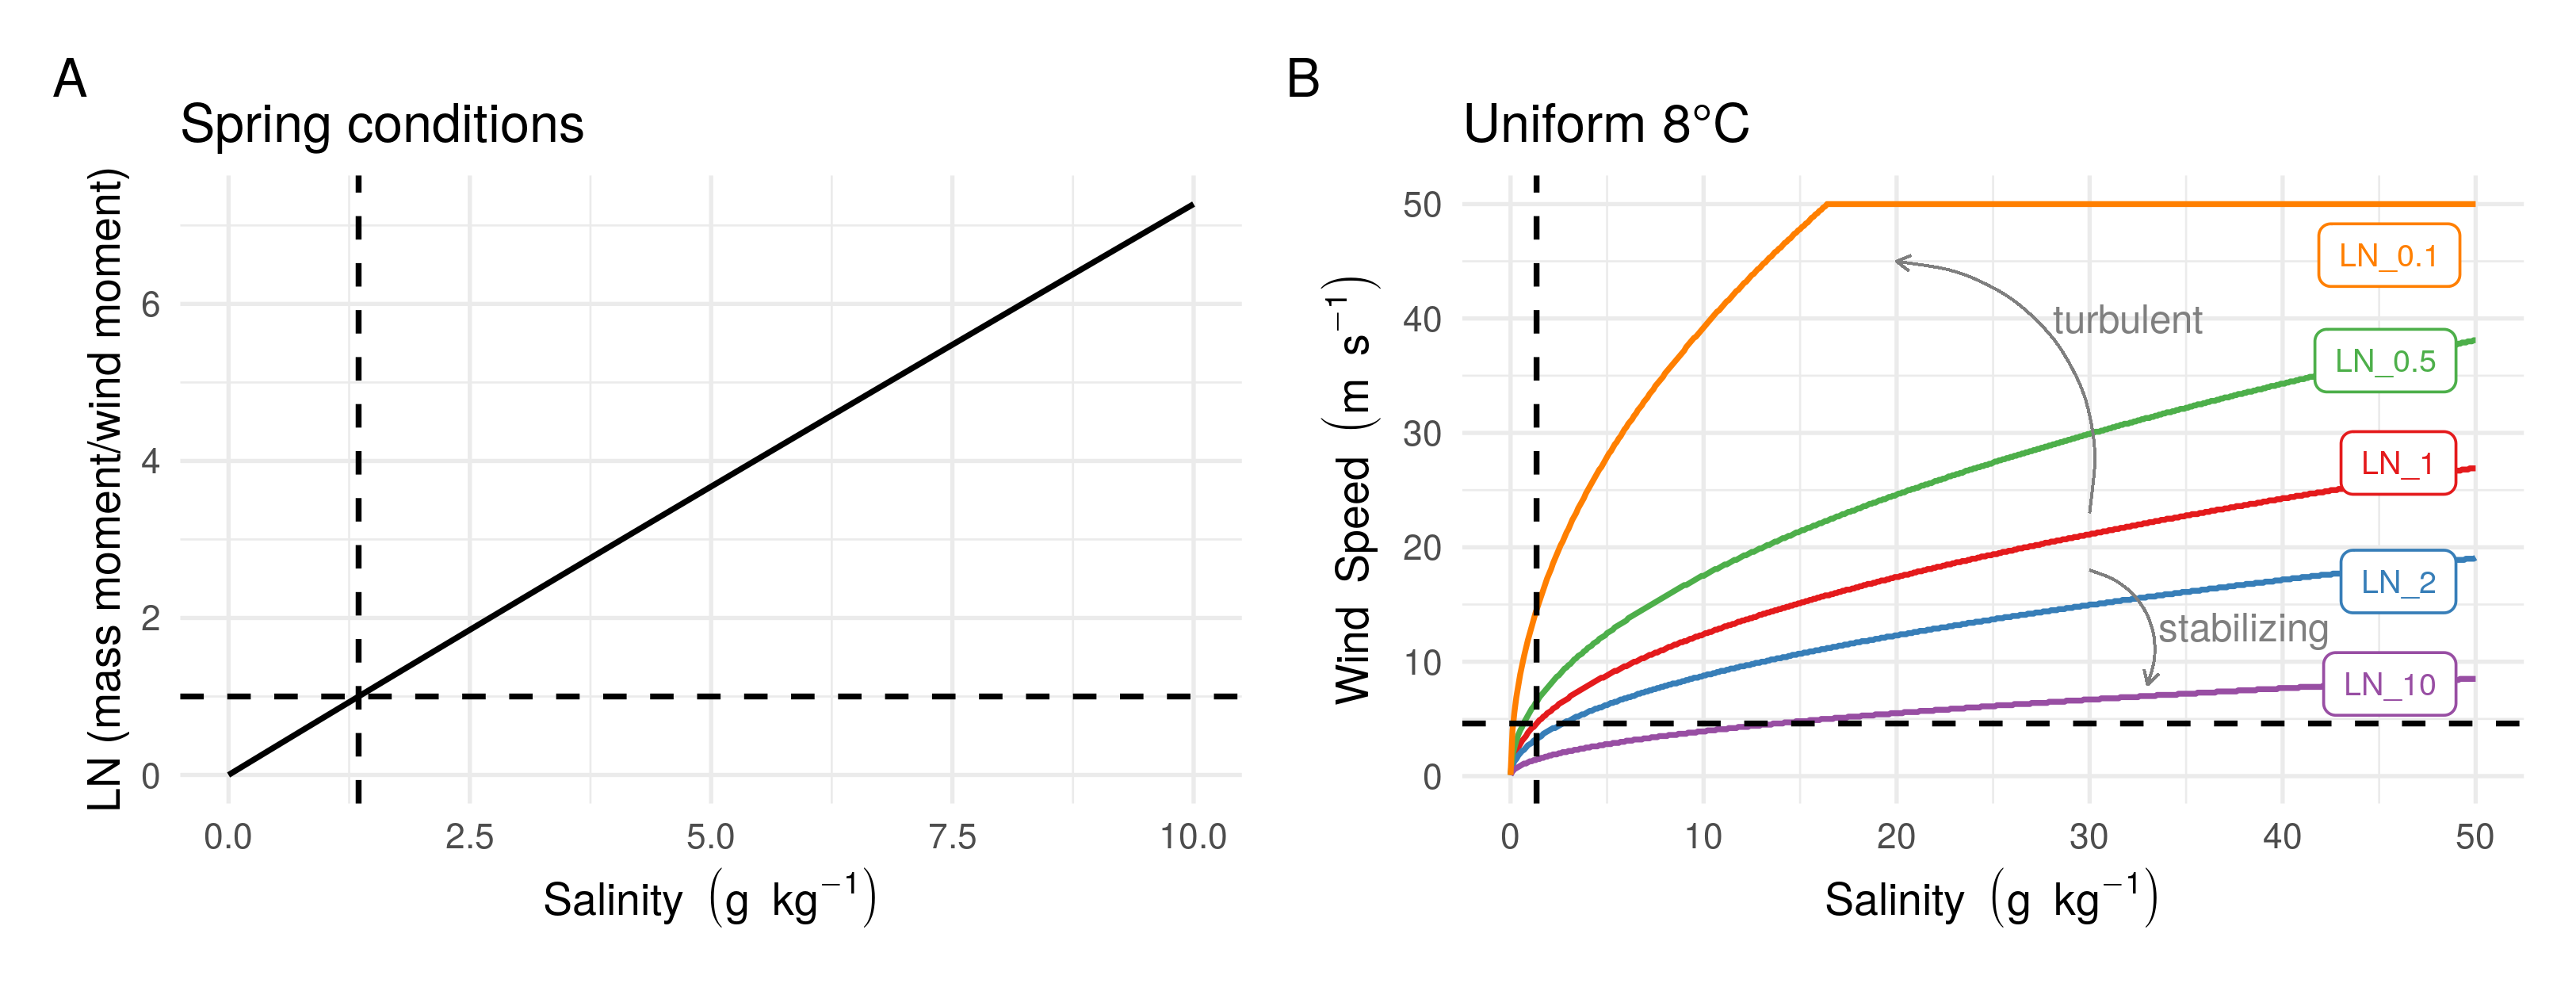 A
Spring conditions
LN (mass moment/wind moment)
6
4
2
0
0.0 2.5 5.0 7.5 10.0
Salinity (g kg⁻¹)
B
Uniform 8°C
Wind Speed (m s⁻¹)
50
40
30
20
10
0
LN_0.1
turbulent
LN_0.5
LN_1
LN_2
stabilizing
LN_10
0 10 20 30 40 50
Salinity (g kg⁻¹)